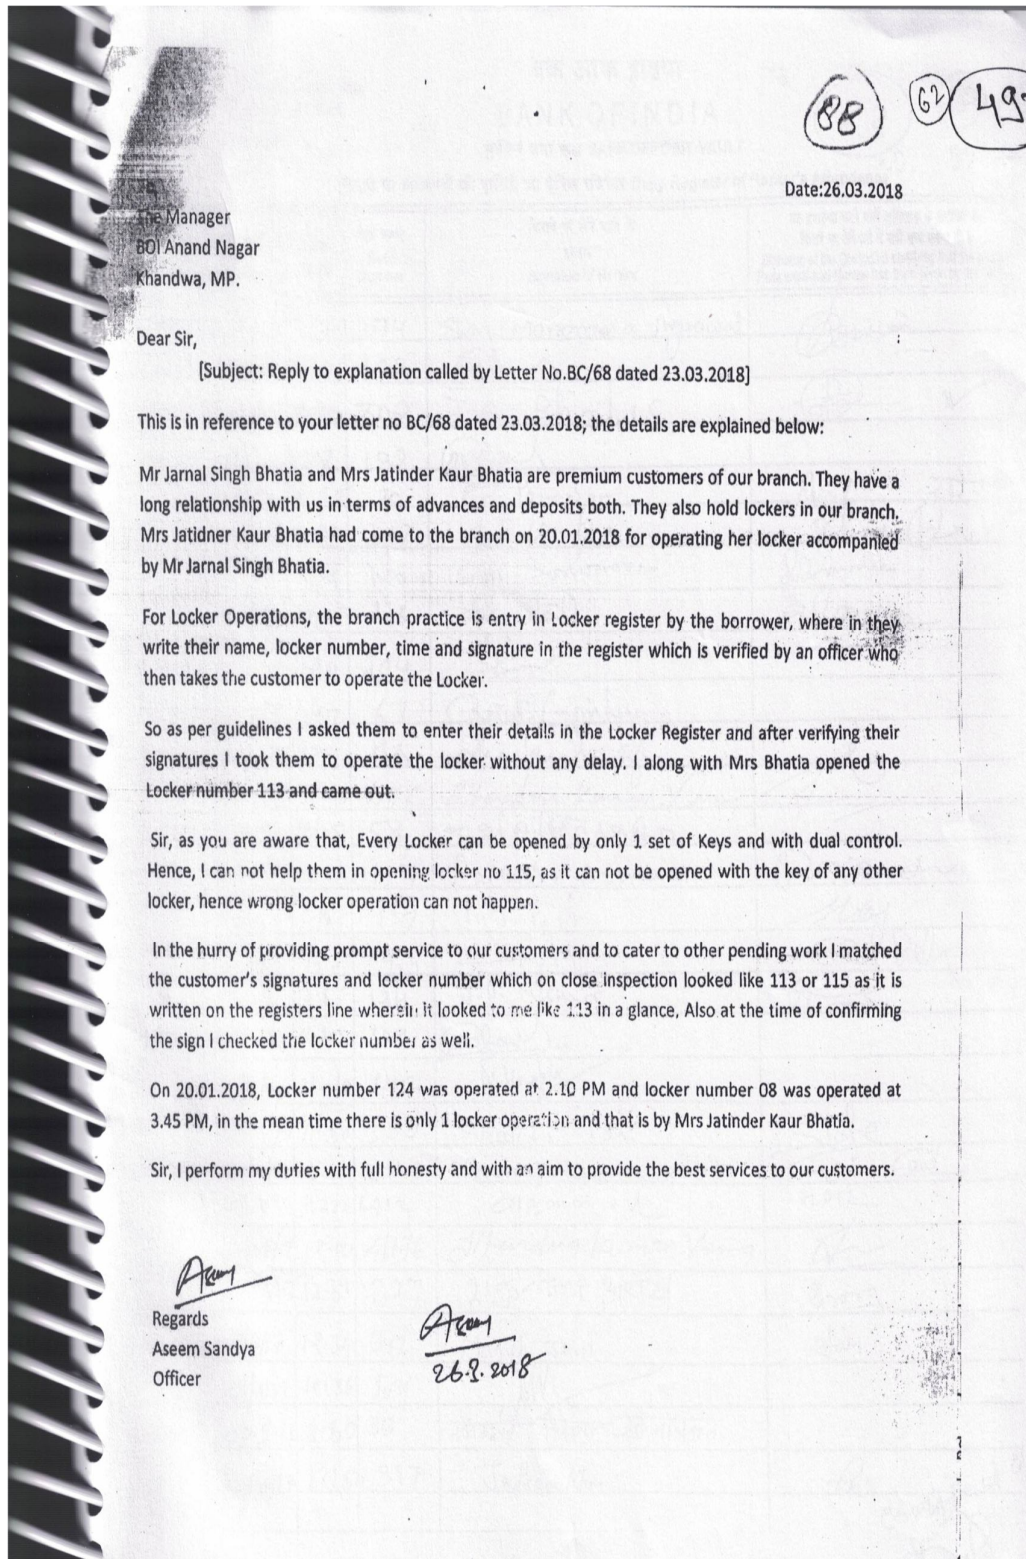 88 62 49
Date:26.03.2018
The Manager
BOI Anand Nagar
Khandwa, MP.
Dear Sir,
[Subject: Reply to explanation called by Letter No.BC/68 dated 23.03.2018]
This is in reference to your letter no BC/68 dated 23.03.2018; the details are explained below:
Mr Jarnal Singh Bhatia and Mrs Jatinder Kaur Bhatia are premium customers of our branch. They have a
long relationship with us in terms of advances and deposits both. They also hold lockers in our branch.
Mrs Jatidner Kaur Bhatia had come to the branch on 20.01.2018 for operating her locker accompanied
by Mr Jarnal Singh Bhatia.
For Locker Operations, the branch practice is entry in Locker register by the borrower, where in they
write their name, locker number, time and signature in the register which is verified by an officer who
then takes the customer to operate the Locker.
So as per guidelines I asked them to enter their details in the Locker Register and after verifying their
signatures I took them to operate the locker without any delay. I along with Mrs Bhatia opened the
Locker number 113 and came out.
Sir, as you are aware that, Every Locker can be opened by only 1 set of Keys and with dual control.
Hence, I can not help them in opening locker no 115, as it can not be opened with the key of any other
locker, hence wrong locker operation can not happen.
In the hurry of providing prompt service to our customers and to cater to other pending work I matched
the customer's signatures and locker number which on close inspection looked like 113 or 115 as it is
written on the registers line wherein it looked to me like 113 in a glance, Also at the time of confirming
the sign I checked the locker number as well.
On 20.01.2018, Locker number 124 was operated at 2.10 PM and locker number 08 was operated at
3.45 PM, in the mean time there is only 1 locker operation and that is by Mrs Jatinder Kaur Bhatia.
Sir, I perform my duties with full honesty and with an aim to provide the best services to our customers.
Aseem
Regards
Aseem Sandya
Officer
Aseem
26.3.2018